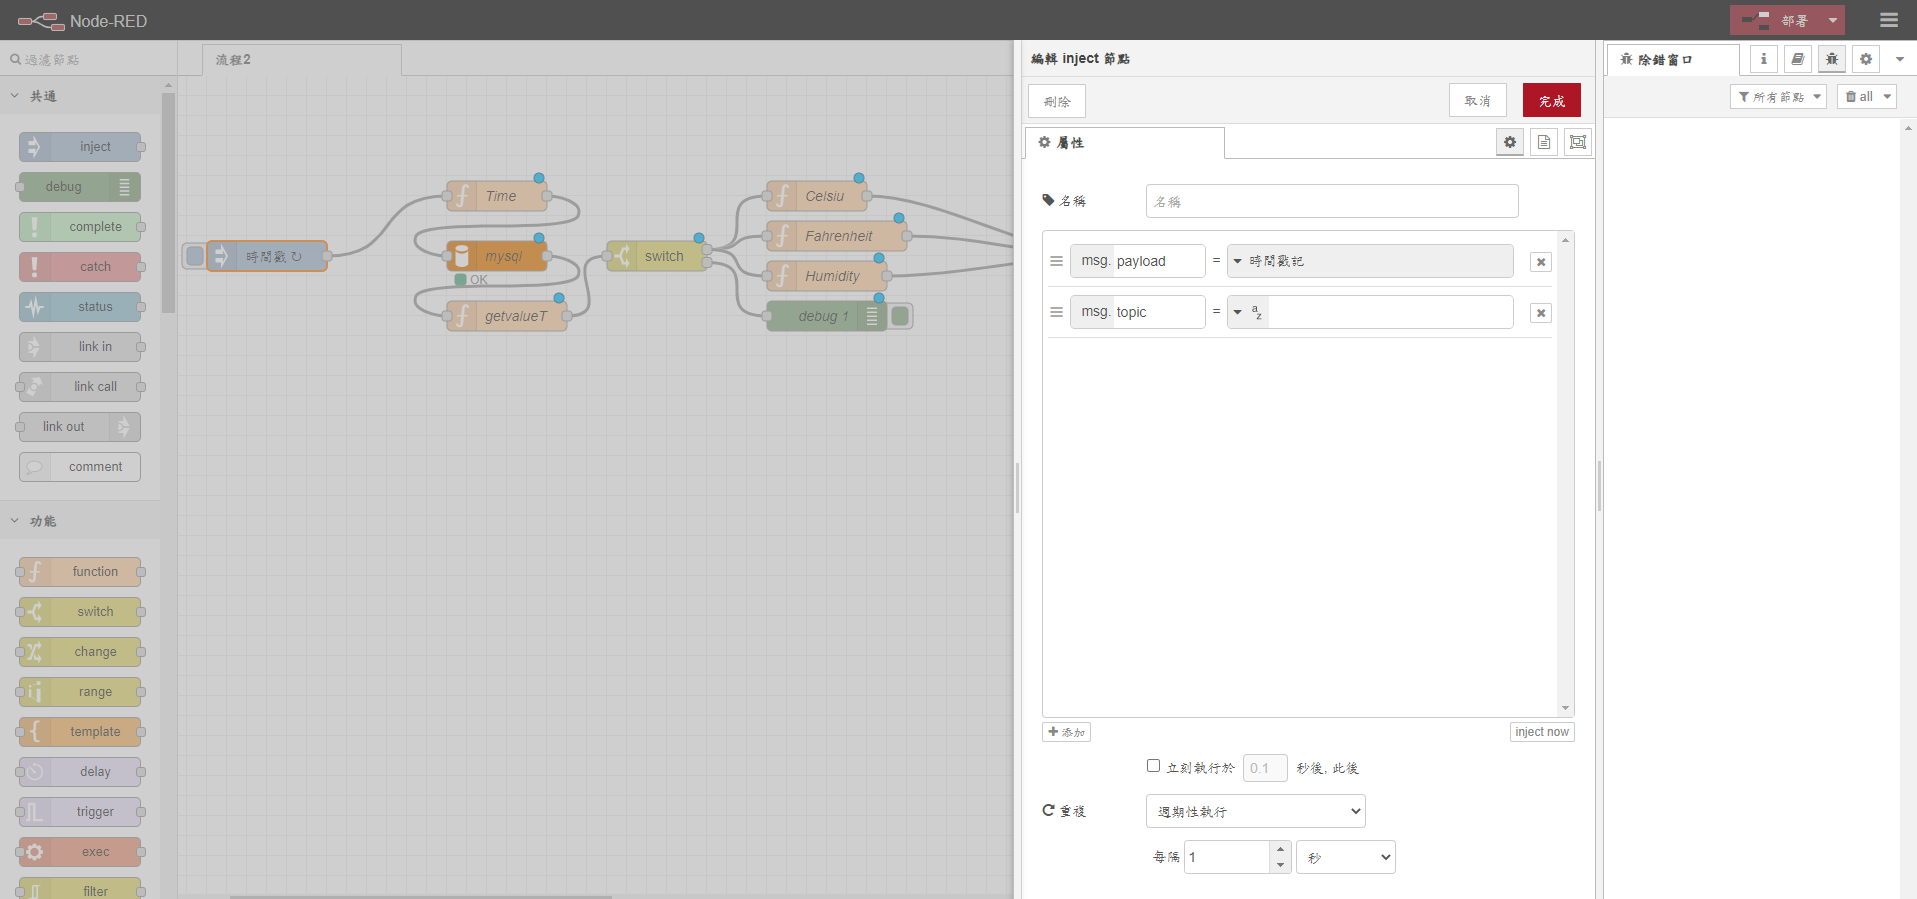 Node-RED
部署
過濾節點
流程2
共通
inject
debug
complete
catch
status
link in
link call
link out
comment
功能
function
switch
change
range
template
delay
trigger
exec
filter
時間戳 ↻
Time
mysql
OK
getvalueT
switch
Celsiu
Fahrenheit
Humidity
debug 1
編輯 inject 節點
刪除
取消
完成
屬性
名稱
名稱
msg. payload = 時間戳記
msg. topic = a z
添加
inject now
立刻執行於 0.1 秒後, 此後
重複 週期性執行
每隔 1 秒
除錯窗口
i
所有節點
all